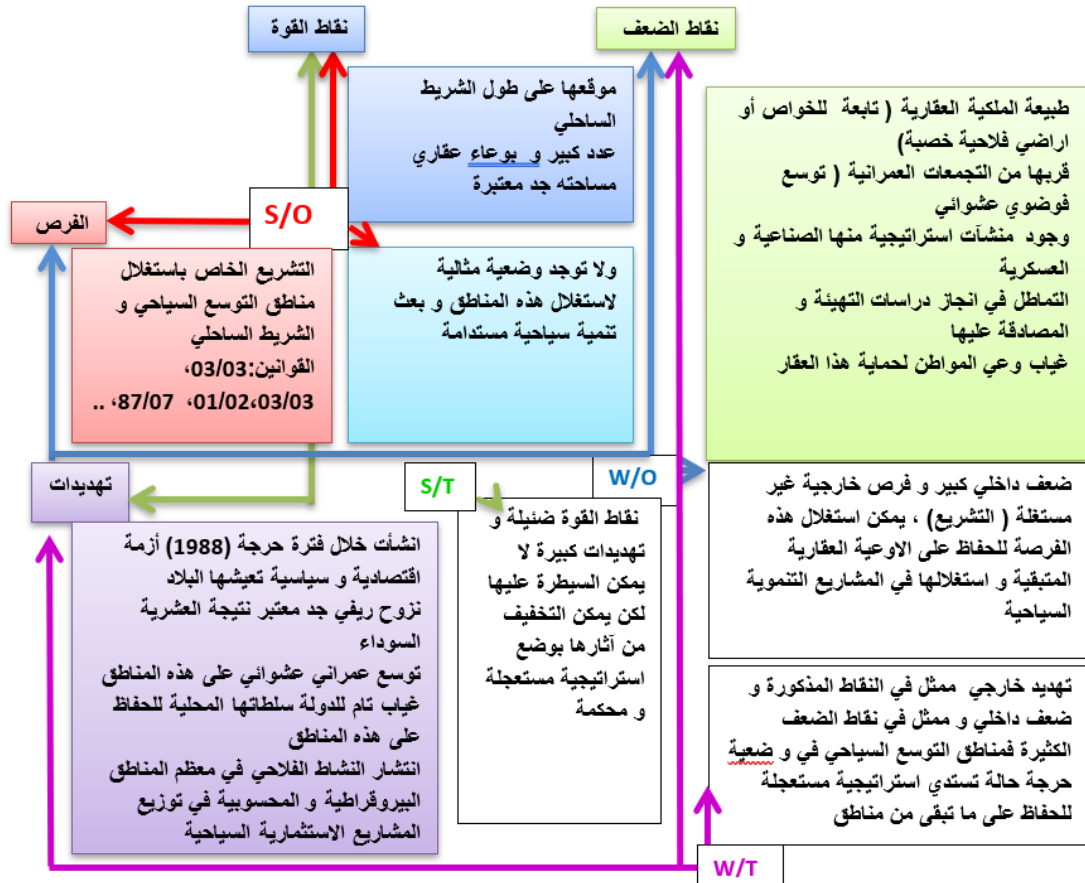 نقاط القوة
نقاط الضعف
موقعها على طول الشريط
الساحلي
عدد كبير و بوعاء عقاري
مساحته جد معتبرة
طبيعة الملكية العقارية ( تابعة للخواص أو
اراضي فلاحية خصبة)
قربها من التجمعات العمرانية ( توسع
فوضوي عشوائي
وجود منشآت استراتيجية منها الصناعية و
العسكرية
التماطل في انجاز دراسات التهيئة و
المصادقة عليها
غياب وعي المواطن لحماية هذا العقار
S/O
الفرص
التشريع الخاص باستغلال
مناطق التوسع السياحي و
الشريط الساحلي
القوانين:03/03،
03/03،01/02، 87/07، ..
ولا توجد وضعية مثالية
لاستغلال هذه المناطق و بعث
تنمية سياحية مستدامة
تهديدات
S/T
W/O
انشأت خلال فترة حرجة (1988) أزمة
اقتصادية و سياسية تعيشها البلاد
نزوح ريفي جد معتبر نتيجة العشرية
السوداء
توسع عمراني عشوائي على هذه المناطق
غياب تام للدولة سلطاتها المحلية للحفاظ
على هذه المناطق
انتشار النشاط الفلاحي في معظم المناطق
البيروقراطية و المحسوبية في توزيع
المشاريع الاستثمارية السياحية
نقاط القوة ضئيلة و
تهديدات كبيرة لا
يمكن السيطرة عليها
لكن يمكن التخفيف
من آثارها بوضع
استراتيجية مستعجلة
و محكمة
ضعف داخلي كبير و فرص خارجية غير
مستغلة ( التشريع) ، يمكن استغلال هذه
الفرصة للحفاظ على الاوعية العقارية
المتبقية و استغلالها في المشاريع التنموية
السياحية
تهديد خارجي ممثل في النقاط المذكورة و
ضعف داخلي و ممثل في نقاط الضعف
الكثيرة فمناطق التوسع السياحي في و ضعية
حرجة حالة تستدي استراتيجية مستعجلة
للحفاظ على ما تبقى من مناطق
W/T